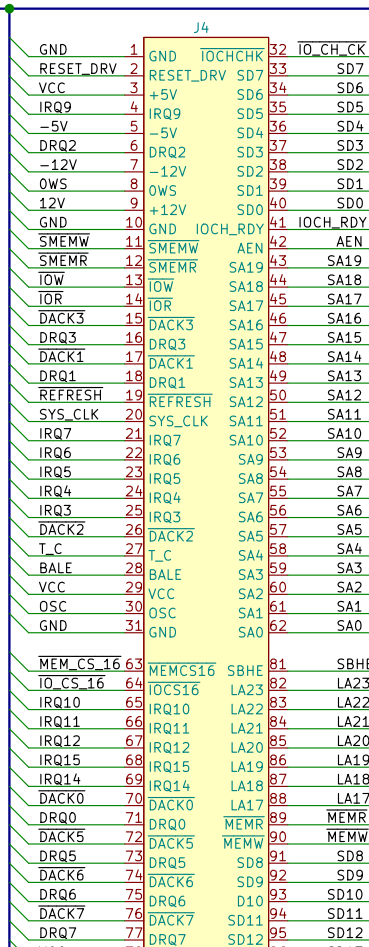 J4
GND 1 GND IOCHCHK 32 IO_CH_CK
RESET_DRV 2 RESET_DRV SD7 33 SD7
VCC 3 +5V SD6 34 SD6
IRQ9 4 IRQ9 SD5 35 SD5
−5V 5 −5V SD4 36 SD4
DRQ2 6 DRQ2 SD3 37 SD3
−12V 7 −12V SD2 38 SD2
0WS 8 0WS SD1 39 SD1
12V 9 +12V SD0 40 SD0
GND 10 GND IOCH_RDY 41 IOCH_RDY
SMEMW 11 SMEMW AEN 42 AEN
SMEMR 12 SMEMR SA19 43 SA19
IOW 13 IOW SA18 44 SA18
IOR 14 IOR SA17 45 SA17
DACK3 15 DACK3 SA16 46 SA16
DRQ3 16 DRQ3 SA15 47 SA15
DACK1 17 DACK1 SA14 48 SA14
DRQ1 18 DRQ1 SA13 49 SA13
REFRESH 19 REFRESH SA12 50 SA12
SYS_CLK 20 SYS_CLK SA11 51 SA11
IRQ7 21 IRQ7 SA10 52 SA10
IRQ6 22 IRQ6 SA9 53 SA9
IRQ5 23 IRQ5 SA8 54 SA8
IRQ4 24 IRQ4 SA7 55 SA7
IRQ3 25 IRQ3 SA6 56 SA6
DACK2 26 DACK2 SA5 57 SA5
T_C 27 T_C SA4 58 SA4
BALE 28 BALE SA3 59 SA3
VCC 29 VCC SA2 60 SA2
OSC 30 OSC SA1 61 SA1
GND 31 GND SA0 62 SA0
MEM_CS_16 63 MEMCS16 SBHE 81 SBHE
IO_CS_16 64 IOCS16 LA23 82 LA23
IRQ10 65 IRQ10 LA22 83 LA22
IRQ11 66 IRQ11 LA21 84 LA21
IRQ12 67 IRQ12 LA20 85 LA20
IRQ15 68 IRQ15 LA19 86 LA19
IRQ14 69 IRQ14 LA18 87 LA18
DACK0 70 DACK0 LA17 88 LA17
DRQ0 71 DRQ0 MEMR 89 MEMR
DACK5 72 DACK5 MEMW 90 MEMW
DRQ5 73 DRQ5 SD8 91 SD8
DACK6 74 DACK6 SD9 92 SD9
DRQ6 75 DRQ6 D10 93 SD10
DACK7 76 DACK7 SD11 94 SD11
DRQ7 77 DRQ7 SD12 95 SD12